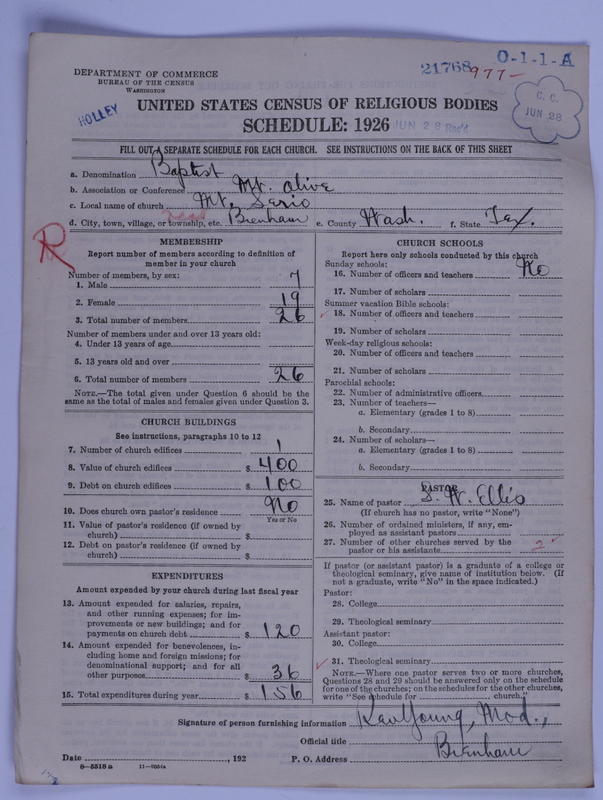 O-1-1-A
21768
977-
DEPARTMENT OF COMMERCE
BUREAU OF THE CENSUS
WASHINGTON
HOLLEY
C. C.
JUN 28
UNITED STATES CENSUS OF RELIGIOUS BODIES
SCHEDULE: 1926
JUN 28 Rec'd
FILL OUT A SEPARATE SCHEDULE FOR EACH CHURCH. SEE INSTRUCTIONS ON THE BACK OF THIS SHEET
a. Denomination Baptist
b. Association or Conference Mt. Olive
c. Local name of church Mt. Serio
d. City, town, village, or township, etc. Brenham e. County Wash. f. State Tex.
R
MEMBERSHIP
Report number of members according to definition of
member in your church
Number of members, by sex:
1. Male 7
2. Female 19
3. Total number of members 26
Number of members under and over 13 years old:
4. Under 13 years of age
5. 13 years old and over
6. Total number of members 26
NOTE.—The total given under Question 6 should be the
same as the total of males and females given under Question 3.
CHURCH BUILDINGS
See instructions, paragraphs 10 to 12
7. Number of church edifices 1
8. Value of church edifices $ 400
9. Debt on church edifices $ 100
10. Does church own pastor's residence No
Yes or No
11. Value of pastor's residence (if owned by
church) $
12. Debt on pastor's residence (if owned by
church) $
EXPENDITURES
Amount expended by your church during last fiscal year
13. Amount expended for salaries, repairs,
and other running expenses; for im-
provements or new buildings; and for
payments on church debt $ 120
14. Amount expended for benevolences, in-
cluding home and foreign missions; for
denominational support; and for all
other purposes $ 36
15. Total expenditures during year $ 156
CHURCH SCHOOLS
Report here only schools conducted by this church
Sunday schools:
16. Number of officers and teachers No
17. Number of scholars
Summer vacation Bible schools:
18. Number of officers and teachers
19. Number of scholars
Week-day religious schools:
20. Number of officers and teachers
21. Number of scholars
Parochial schools:
22. Number of administrative officers
23. Number of teachers—
a. Elementary (grades 1 to 8)
b. Secondary
24. Number of scholars—
a. Elementary (grades 1 to 8)
b. Secondary
PASTOR
25. Name of pastor S. W. Ellis
(If church has no pastor, write "None")
26. Number of ordained ministers, if any, em-
ployed as assistant pastors
27. Number of other churches served by the
pastor or his assistants 2
If pastor (or assistant pastor) is a graduate of a college or
theological seminary, give name of institution below. (If
not a graduate, write "No" in the space indicated.)
Pastor:
28. College
29. Theological seminary
Assistant pastor:
30. College
31. Theological seminary
NOTE.—Where one pastor serves two or more churches,
Questions 28 and 29 should be answered only on the schedule
for one of the churches; on the schedules for the other churches,
write "See schedule for church."
Signature of person furnishing information Young, Mod.,
Official title
Date , 192 P. O. Address Brenham
8—5518a 11—9554a